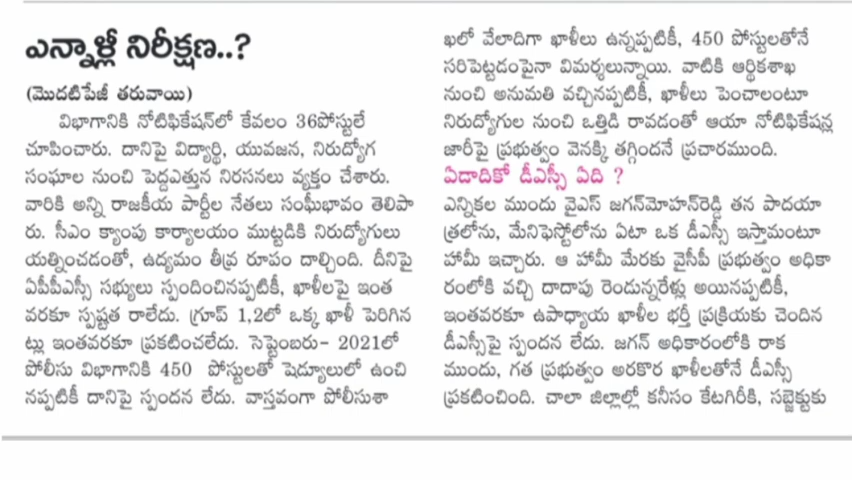 ఎన్నాళ్లీ నిరీక్షణ..?
(మొదటిపేజీ తరువాయి)
విభాగానికి నోటిఫికేషన్‌లో కేవలం 36పోస్టులే
చూపించారు. దానిపై విద్యార్థి, యువజన, నిరుద్యోగ
సంఘాల నుంచి పెద్దఎత్తున నిరసనలు వ్యక్తం చేశారు.
వారికి అన్ని రాజకీయ పార్టీల నేతలు సంఘీభావం తెలిపా
రు. సీఎం క్యాంపు కార్యాలయం ముట్టడికి నిరుద్యోగులు
యత్నించడంతో, ఉద్యమం తీవ్ర రూపం దాల్చింది. దీనిపై
ఏపీపీఎస్సీ సభ్యులు స్పందించినప్పటికీ, ఖాళీలపై ఇంత
వరకూ స్పష్టత రాలేదు. గ్రూప్ 1,2లో ఒక్క ఖాళీ పెరిగిన
ట్లు ఇంతవరకూ ప్రకటించలేదు. సెప్టెంబరు- 2021లో
పోలీసు విభాగానికి 450 పోస్టులతో షెడ్యూలులో ఉంచి
నప్పటికీ దానిపై స్పందన లేదు. వాస్తవంగా పోలీసుశా
ఖలో వేలాదిగా ఖాళీలు ఉన్నప్పటికీ, 450 పోస్టులతోనే
సరిపెట్టడంపైనా విమర్శలున్నాయి. వాటికి ఆర్థికశాఖ
నుంచి అనుమతి వచ్చినప్పటికీ, ఖాళీలు పెంచాలంటూ
నిరుద్యోగుల నుంచి ఒత్తిడి రావడంతో ఆయా నోటిఫికేషన్ల
జారీపై ప్రభుత్వం వెనక్కి తగ్గిందనే ప్రచారముంది.
ఏడాదికో డీఎస్సీ ఏది ?
ఎన్నికల ముందు వైఎస్ జగన్‌మోహన్‌రెడ్డి తన పాదయా
త్రలోను, మేనిఫెస్టోలోను ఏటా ఒక డీఎస్సీ ఇస్తామంటూ
హామీ ఇచ్చారు. ఆ హామీ మేరకు వైసీపీ ప్రభుత్వం అధికా
రంలోకి వచ్చి దాదాపు రెండున్నరేళ్లు అయినప్పటికీ,
ఇంతవరకూ ఉపాధ్యాయ ఖాళీల భర్తీ ప్రక్రియకు చెందిన
డీఎస్సీపై స్పందన లేదు. జగన్ అధికారంలోకి రాక
ముందు, గత ప్రభుత్వం అరకొర ఖాళీలతోనే డీఎస్సీ
ప్రకటించింది. చాలా జిల్లాల్లో కనీసం కేటగిరీకి, సబ్జెక్టుకు